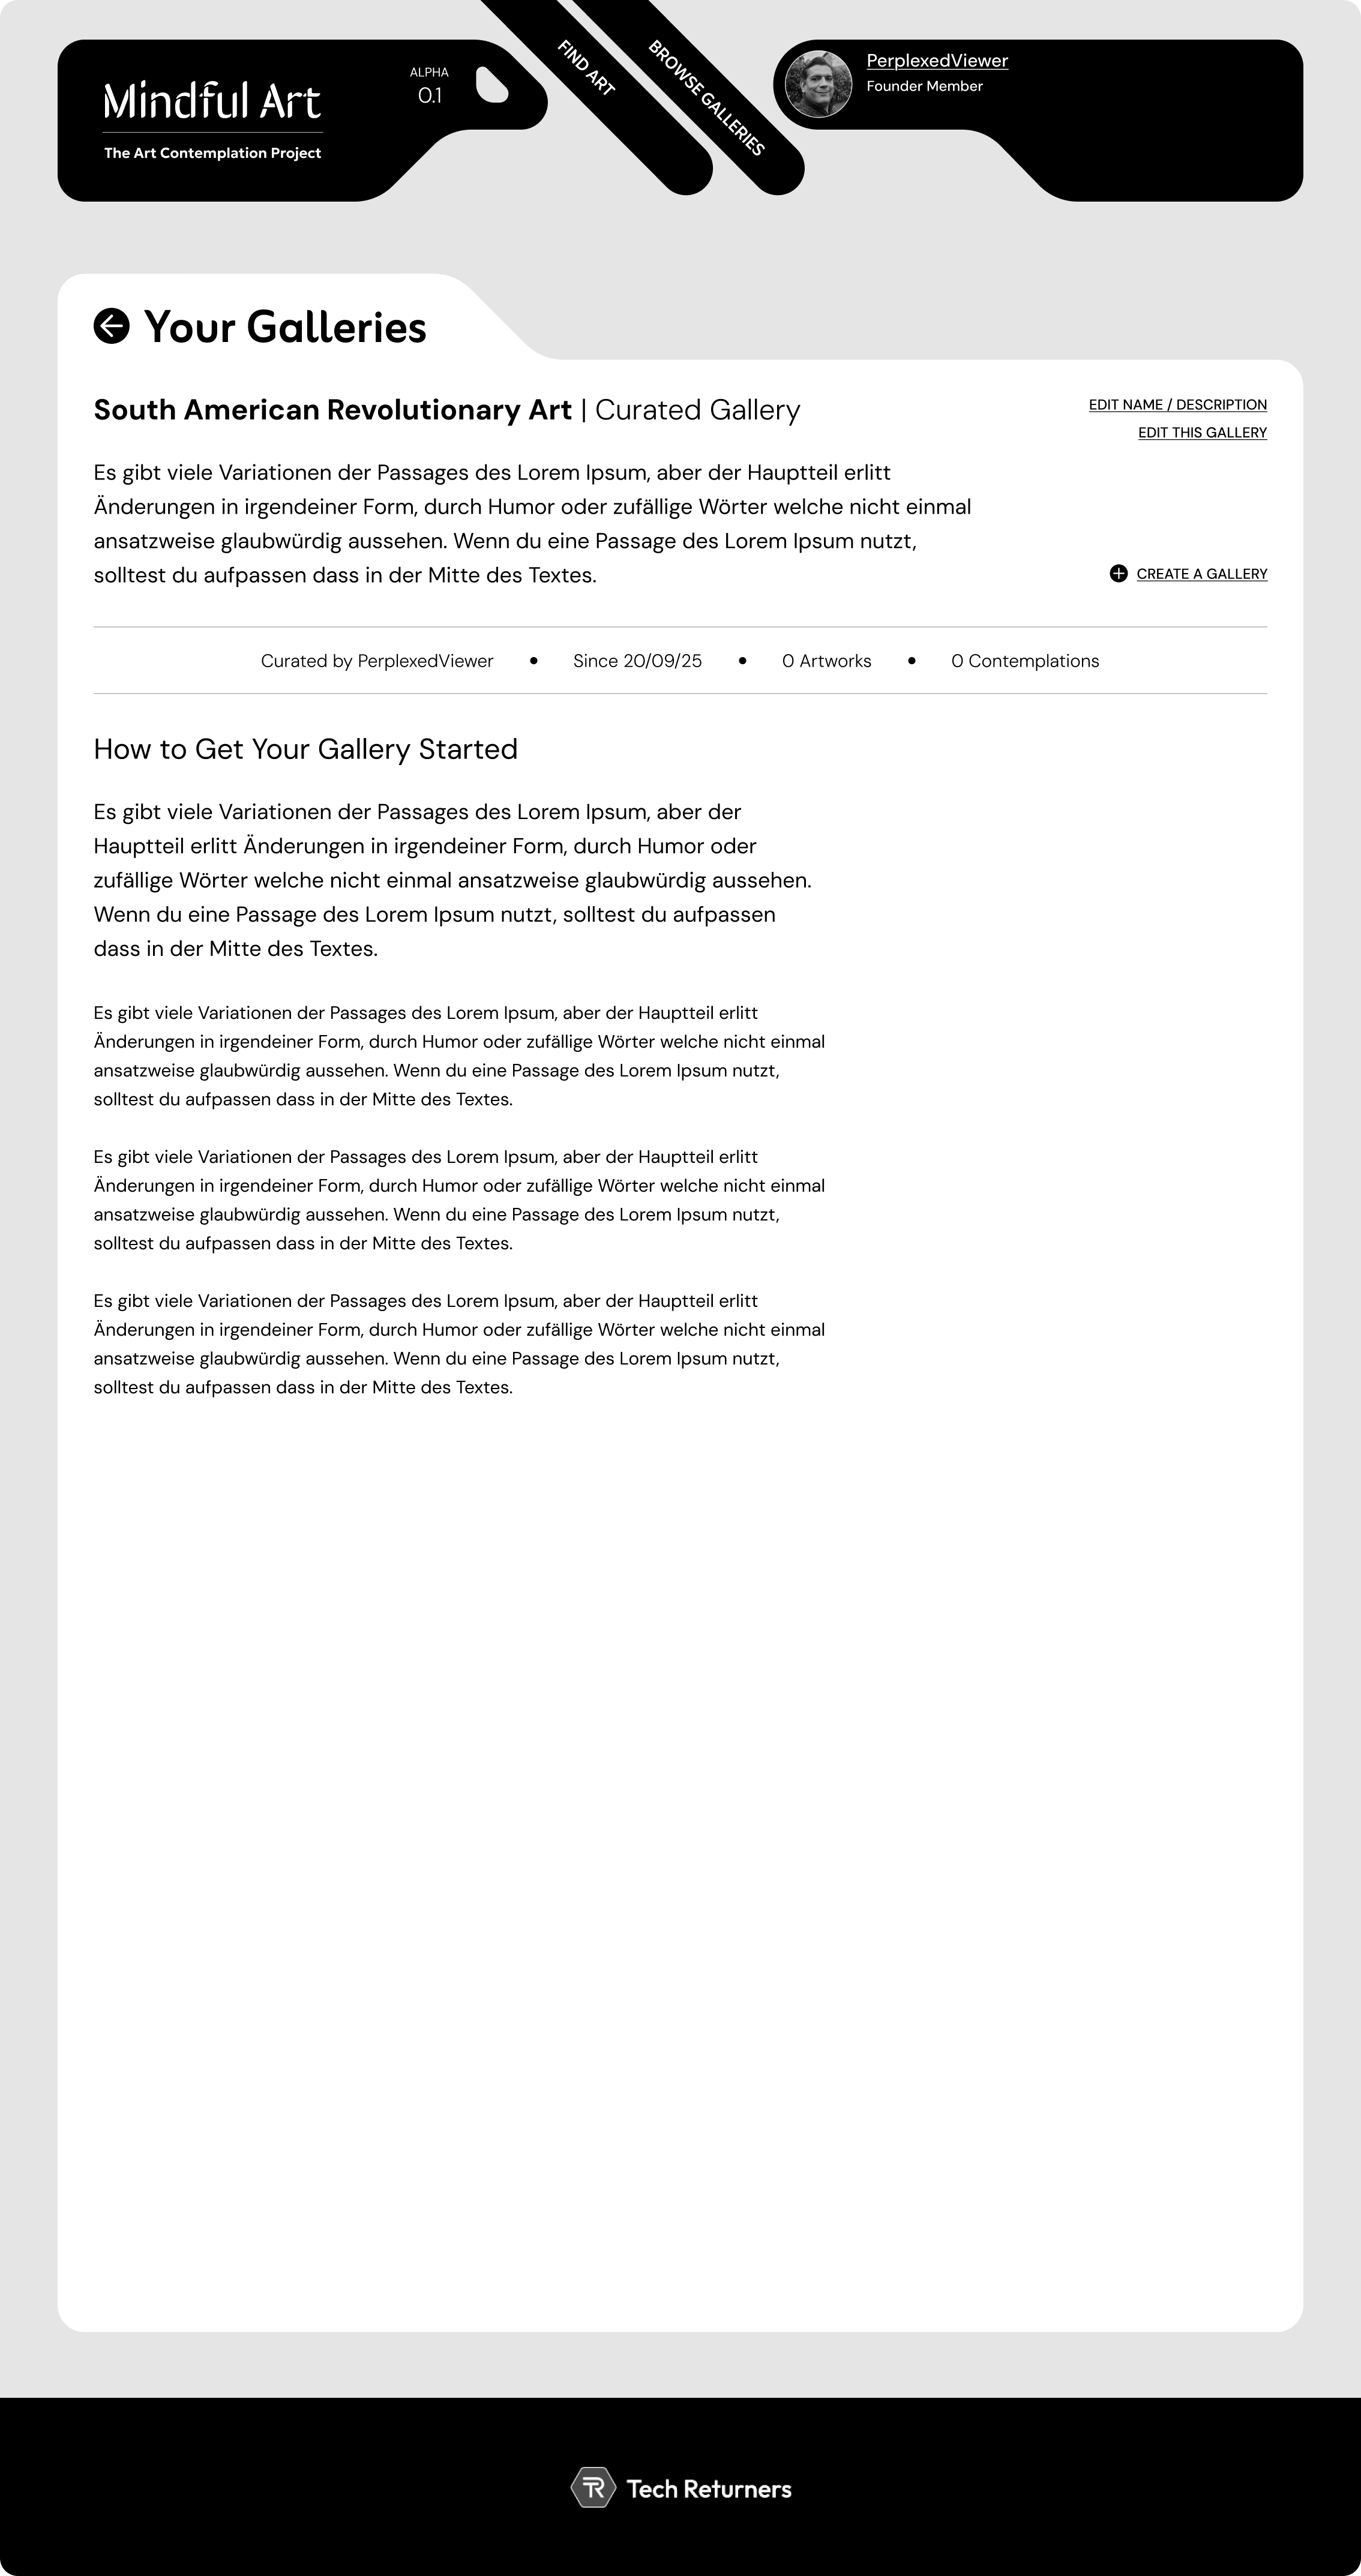 Mindful Art
The Art Contemplation Project
ALPHA
0.1
FIND ART
BROWSE GALLERIES
PerplexedViewer
Founder Member
Your Galleries
South American Revolutionary Art | Curated Gallery
EDIT NAME / DESCRIPTION
EDIT THIS GALLERY
Es gibt viele Variationen der Passages des Lorem Ipsum, aber der Hauptteil erlitt
Änderungen in irgendeiner Form, durch Humor oder zufällige Wörter welche nicht einmal
ansatzweise glaubwürdig aussehen. Wenn du eine Passage des Lorem Ipsum nutzt,
solltest du aufpassen dass in der Mitte des Textes.
CREATE A GALLERY
Curated by PerplexedViewer • Since 20/09/25 • 0 Artworks • 0 Contemplations
How to Get Your Gallery Started
Es gibt viele Variationen der Passages des Lorem Ipsum, aber der
Hauptteil erlitt Änderungen in irgendeiner Form, durch Humor oder
zufällige Wörter welche nicht einmal ansatzweise glaubwürdig aussehen.
Wenn du eine Passage des Lorem Ipsum nutzt, solltest du aufpassen
dass in der Mitte des Textes.
Es gibt viele Variationen der Passages des Lorem Ipsum, aber der Hauptteil erlitt
Änderungen in irgendeiner Form, durch Humor oder zufällige Wörter welche nicht einmal
ansatzweise glaubwürdig aussehen. Wenn du eine Passage des Lorem Ipsum nutzt,
solltest du aufpassen dass in der Mitte des Textes.
Es gibt viele Variationen der Passages des Lorem Ipsum, aber der Hauptteil erlitt
Änderungen in irgendeiner Form, durch Humor oder zufällige Wörter welche nicht einmal
ansatzweise glaubwürdig aussehen. Wenn du eine Passage des Lorem Ipsum nutzt,
solltest du aufpassen dass in der Mitte des Textes.
Es gibt viele Variationen der Passages des Lorem Ipsum, aber der Hauptteil erlitt
Änderungen in irgendeiner Form, durch Humor oder zufällige Wörter welche nicht einmal
ansatzweise glaubwürdig aussehen. Wenn du eine Passage des Lorem Ipsum nutzt,
solltest du aufpassen dass in der Mitte des Textes.
TR Tech Returners